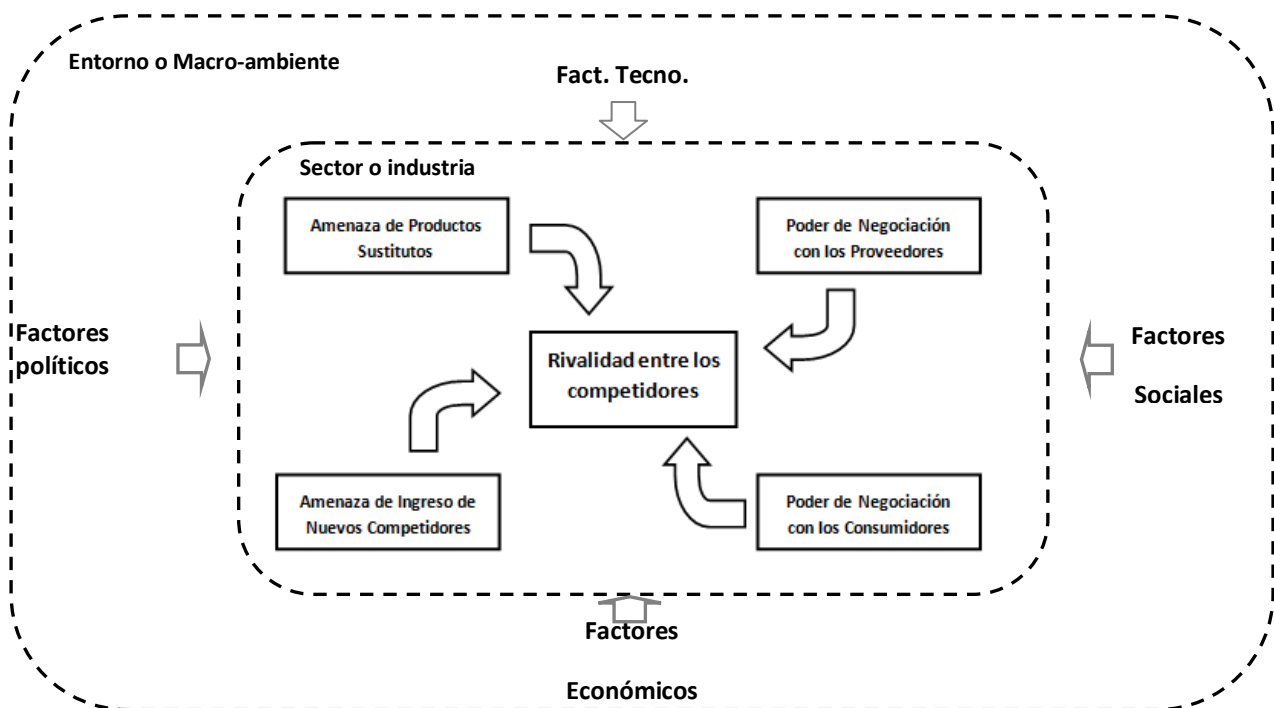 Entorno o Macro-ambiente
Fact. Tecno.
Sector o industria
Amenaza de Productos
Sustitutos
Poder de Negociación
con los Proveedores
Factores
políticos
Rivalidad entre los
competidores
Factores
Sociales
Amenaza de Ingreso de
Nuevos Competidores
Poder de Negociación
con los Consumidores
Factores
Económicos